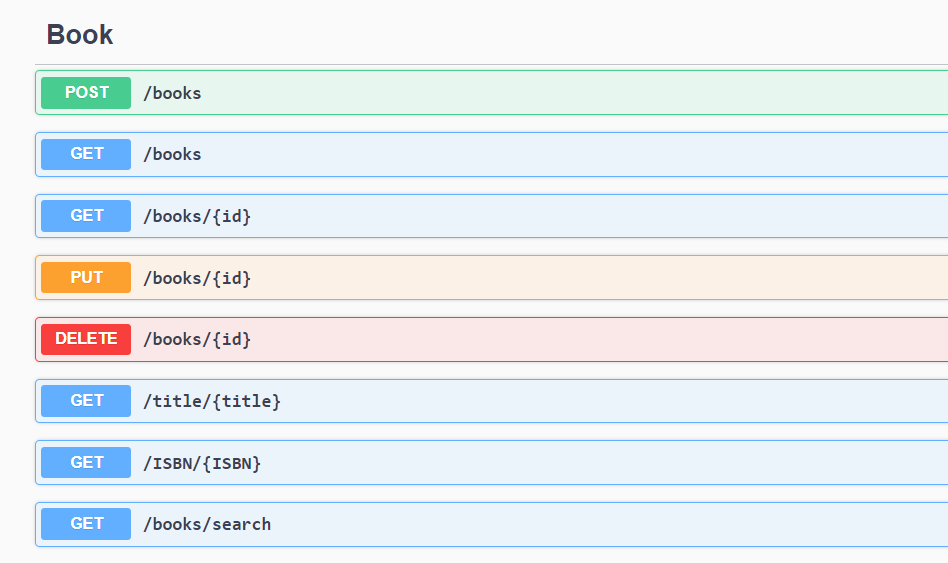 Book
POST /books
GET /books
GET /books/{id}
PUT /books/{id}
DELETE /books/{id}
GET /title/{title}
GET /ISBN/{ISBN}
GET /books/search